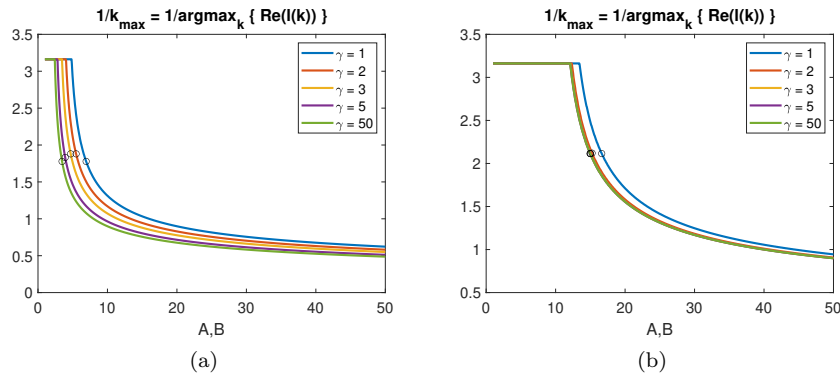 1/k_max = 1/argmax_k { Re(l(k)) }
3.5
3
2.5
2
1.5
1
0.5
0
0 10 20 30 40 50
A,B
γ = 1
γ = 2
γ = 3
γ = 5
γ = 50
(a)
1/k_max = 1/argmax_k { Re(l(k)) }
3.5
3
2.5
2
1.5
1
0.5
0 10 20 30 40 50
A,B
γ = 1
γ = 2
γ = 3
γ = 5
γ = 50
(b)